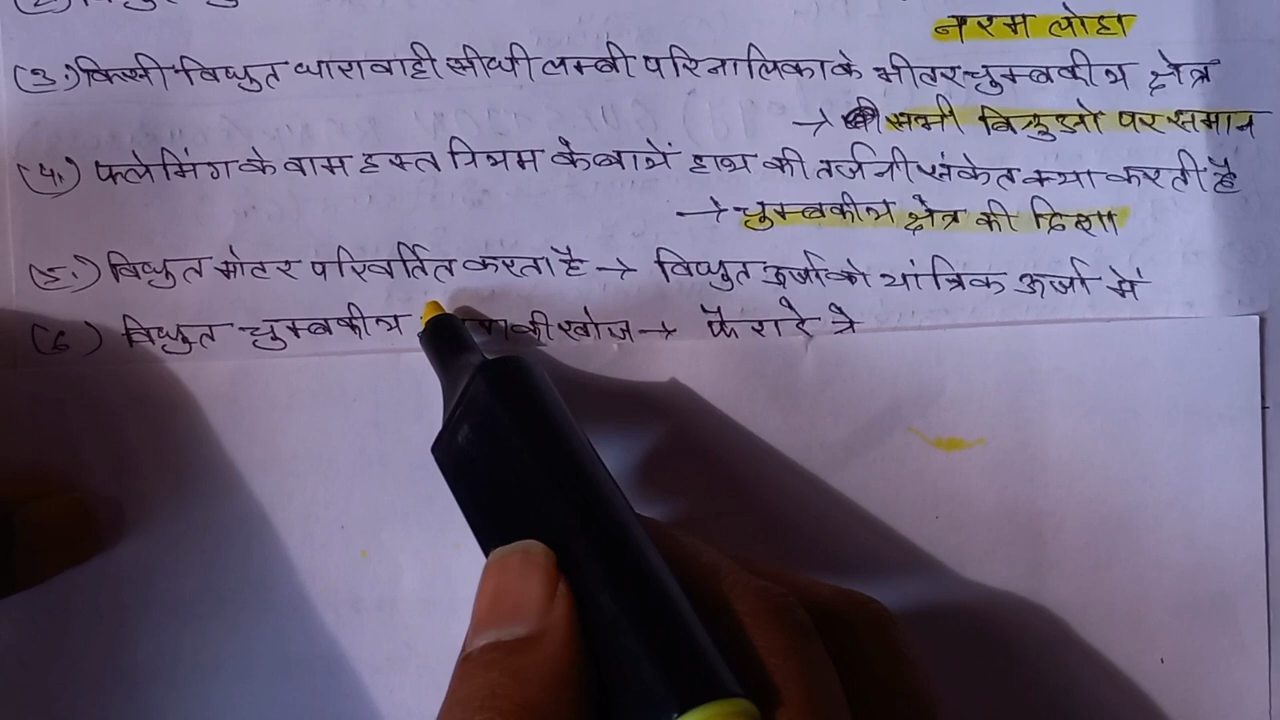 नरम लोहा
(3.) किसी विधुत धारावाही सीधी लम्बी परिनालिका के भीतर चुम्बकीय क्षेत्र
→ सभी बिन्दुओ पर समान
(4.) फ्लेमिंग के वाम हस्त नियम के बायें हाथ की तर्जनी संकेत क्या करती है
→ चुम्बकीय क्षेत्र की दिशा
(5.) विधुत मोटर परिवर्तित करता है → विधुत ऊर्जा को यांत्रिक ऊर्जा में
(6) विधुत चुम्बकीय की खोज → फैराडे ने